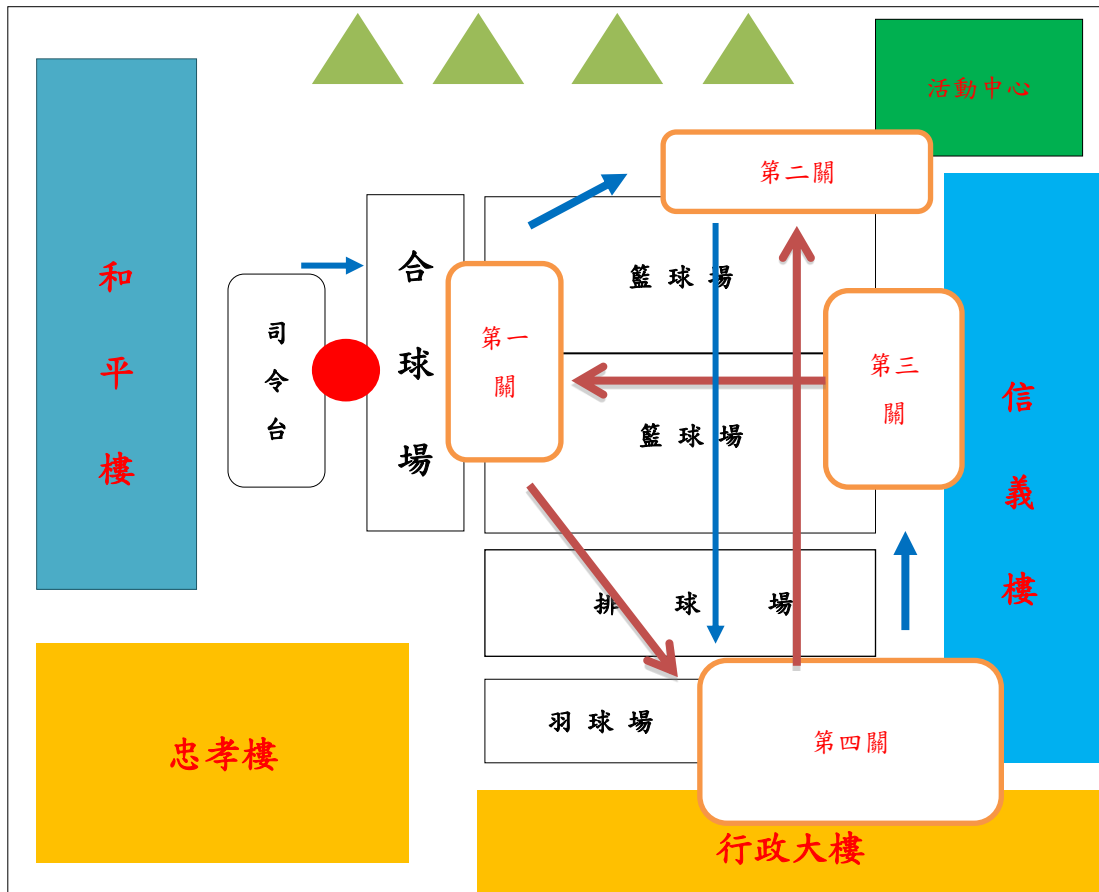 活動中心
第二關
和平樓
合球場
籃球場
司令台
第一
關
第三
關
籃球場
信義樓
排球場
羽球場
第四關
忠孝樓
行政大樓